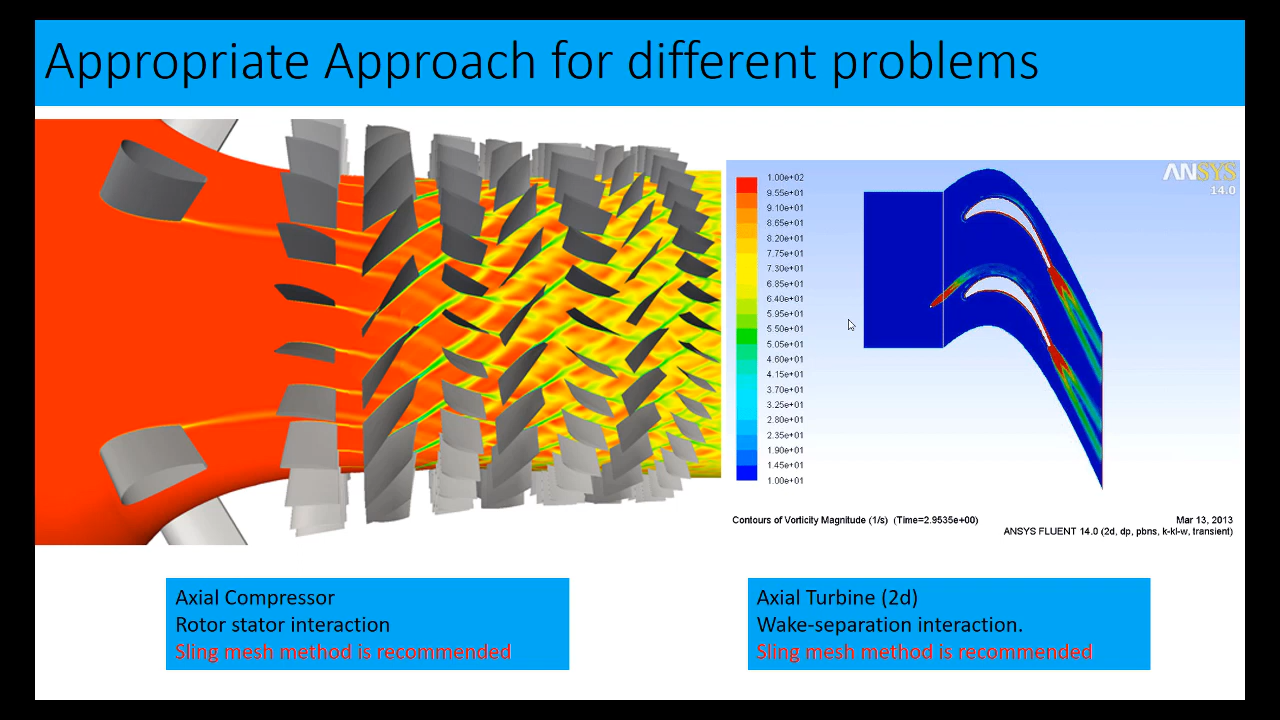 Appropriate Approach for different problems
ANSYS
14.0
1.00e+02
9.55e+01
9.10e+01
8.65e+01
8.20e+01
7.75e+01
7.30e+01
6.85e+01
6.40e+01
5.95e+01
5.50e+01
5.05e+01
4.60e+01
4.15e+01
3.70e+01
3.25e+01
2.80e+01
2.35e+01
1.90e+01
1.45e+01
1.00e+01
Contours of Vorticity Magnitude (1/s) (Time=2.9535e+00)
Mar 13, 2013
ANSYS FLUENT 14.0 (2d, dp, pbns, k-kl-w, transient)
Axial Compressor
Rotor stator interaction
Sling mesh method is recommended
Axial Turbine (2d)
Wake-separation interaction.
Sling mesh method is recommended